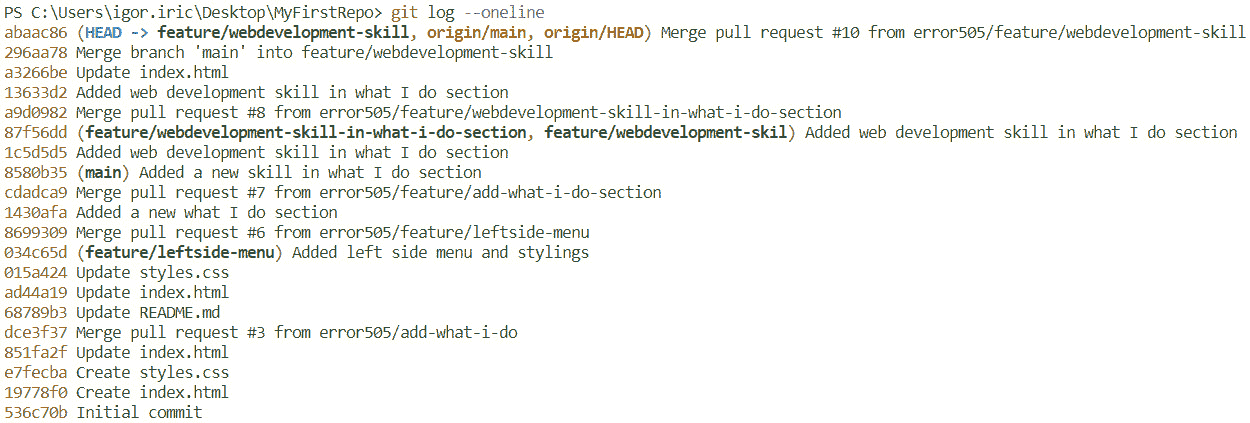 PS C:\Users\igor.iric\Desktop\MyFirstRepo> git log --oneline
abaac86 (HEAD -> feature/webdevelopment-skill, origin/main, origin/HEAD) Merge pull request #10 from error505/feature/webdevelopment-skill
296aa78 Merge branch 'main' into feature/webdevelopment-skill
a3266be Update index.html
13633d2 Added web development skill in what I do section
a9d0982 Merge pull request #8 from error505/feature/webdevelopment-skill-in-what-i-do-section
87f56dd (feature/webdevelopment-skill-in-what-i-do-section, feature/webdevelopment-skil) Added web development skill in what I do section
1c5d5d5 Added web development skill in what I do section
8580b35 (main) Added a new skill in what I do section
cdadca9 Merge pull request #7 from error505/feature/add-what-i-do-section
1430afa Added a new what I do section
8699309 Merge pull request #6 from error505/feature/leftside-menu
034c65d (feature/leftside-menu) Added left side menu and stylings
015a424 Update styles.css
ad44a19 Update index.html
68789b3 Update README.md
dce3f37 Merge pull request #3 from error505/add-what-i-do
851fa2f Update index.html
e7fecba Create styles.css
19778f0 Create index.html
536c70b Initial commit